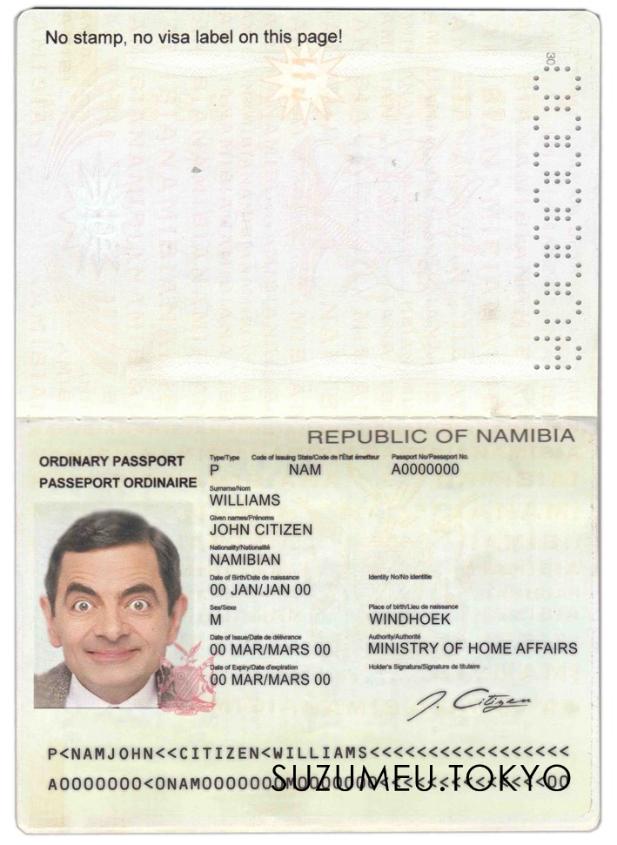 No stamp, no visa label on this page!
30
REPUBLIC OF NAMIBIA
ORDINARY PASSPORT
PASSEPORT ORDINAIRE
Type/Type Code of issuing State/Code de l'État émetteur Passport No/Passeport No.
P NAM A0000000
Surname/Nom
WILLIAMS
Given names/Prénoms
JOHN CITIZEN
Nationality/Nationalité
NAMIBIAN
Date of Birth/Date de naissance Identity No/No Identitie
00 JAN/JAN 00
Sex/Sexe Place of birth/Lieu de naissance
M WINDHOEK
Date of Issue/Date de délivrance Authority/Authorité
00 MAR/MARS 00 MINISTRY OF HOME AFFAIRS
Date of Expiry/Date d'expiration Holder's Signature/Signature de titulaire
00 MAR/MARS 00
J. Citizen
P<NAMJOHN<<CITIZEN<WILLIAMS<<<<<<<<<<<<<<<<<
SUZUMEU.TOKYO